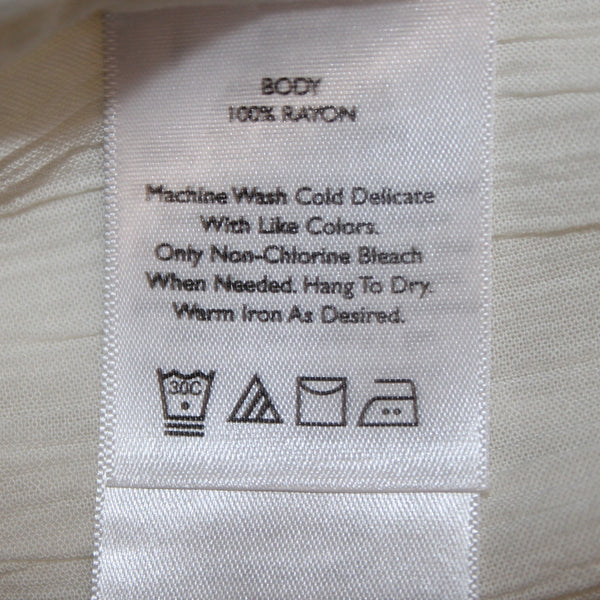 BODY
100% RAYON
Machine Wash Cold Delicate
With Like Colors.
Only Non-Chlorine Bleach
When Needed. Hang To Dry.
Warm Iron As Desired.
30C